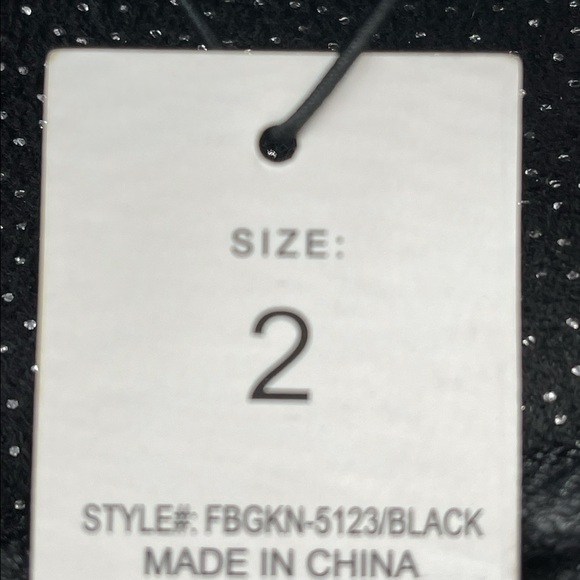 SIZE:
2
STYLE#: FBGKN-5123/BLACK
MADE IN CHINA